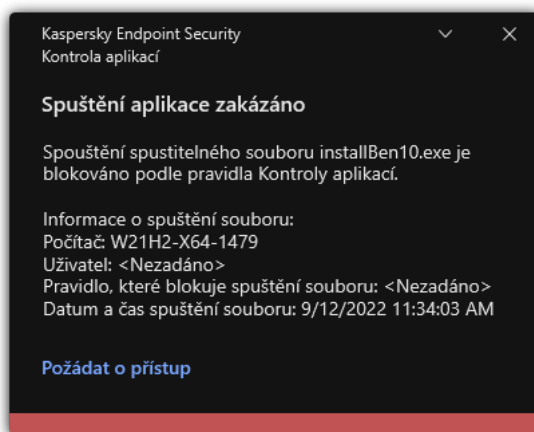 Kaspersky Endpoint Security
Kontrola aplikací
Spuštění aplikace zakázáno
Spouštění spustitelného souboru installBen10.exe je
blokováno podle pravidla Kontroly aplikací.
Informace o spuštění souboru:
Počítač: W21H2-X64-1479
Uživatel: <Nezadáno>
Pravidlo, které blokuje spuštění souboru: <Nezadáno>
Datum a čas spuštění souboru: 9/12/2022 11:34:03 AM
Požádat o přístup